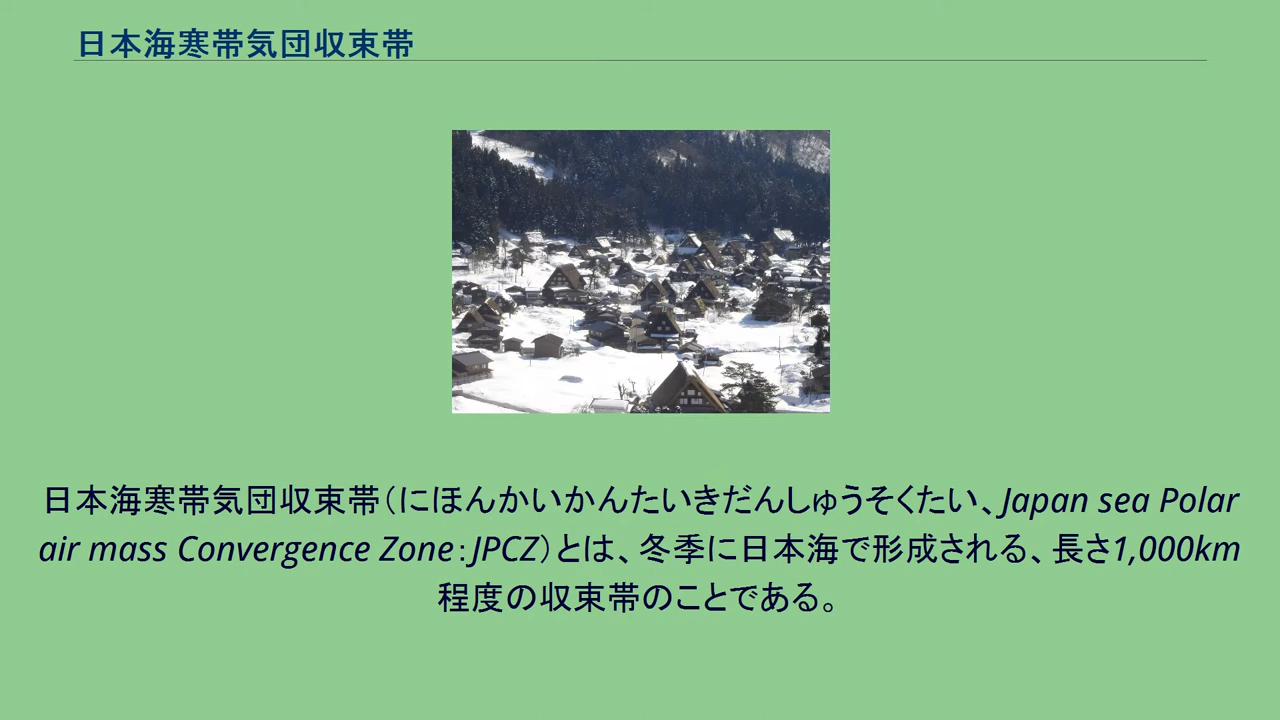 日本海寒帯気団収束帯
日本海寒帯気団収束帯（にほんかいかんたいきだんしゅうそくたい、Japan sea Polar
air mass Convergence Zone：JPCZ）とは、冬季に日本海で形成される、長さ1,000km
程度の収束帯のことである。